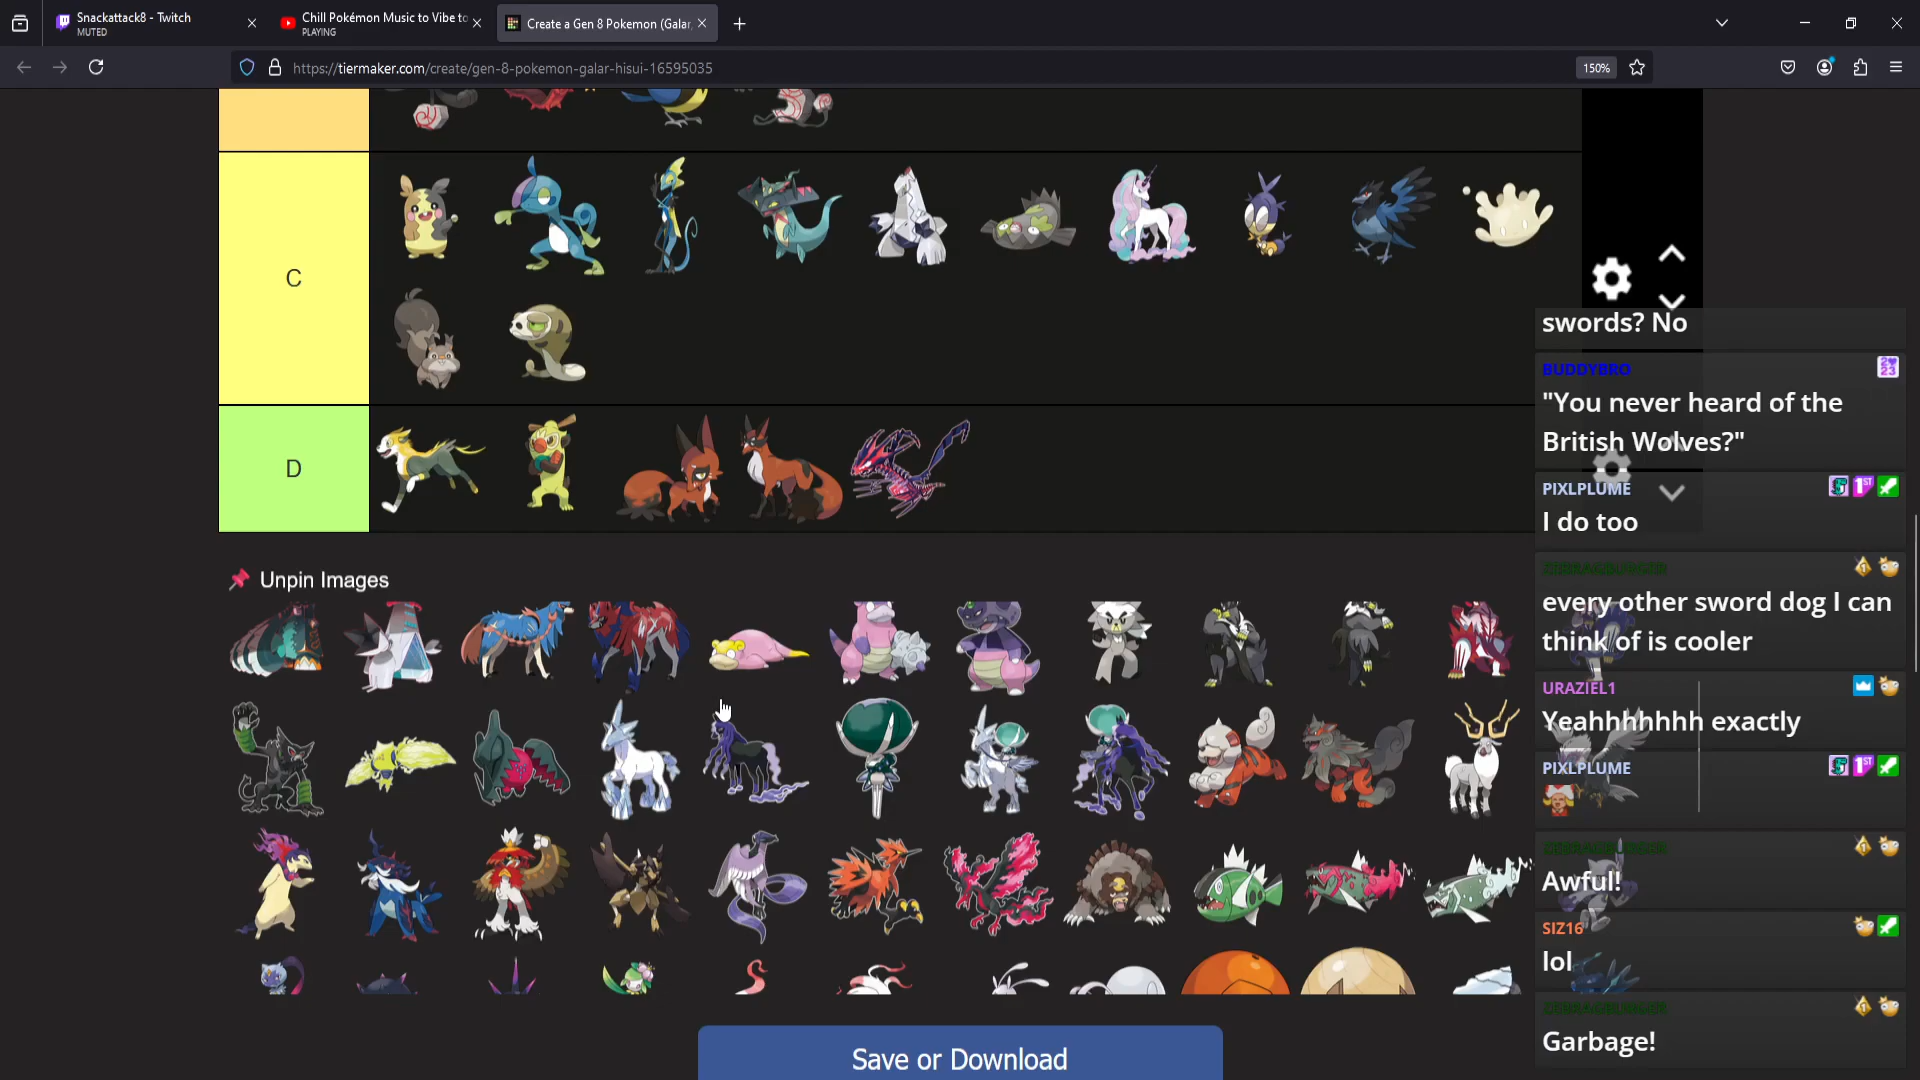 Snackattack8 - Twitch
MUTED
Chill Pokémon Music to Vibe to
PLAYING
Create a Gen 8 Pokemon (Galar,
https://tiermaker.com/create/gen-8-pokemon-galar-hisui-16595035
150%
C
D
Unpin Images
Save or Download
swords? No
BUDDYBRO
"You never heard of the
British Wolves?"
PIXLPLUME
I do too
every other sword dog I can
think of is cooler
URAZIEL1
Yeahhhhhhh exactly
PIXLPLUME
Awful!
SIZ16
lol
Garbage!